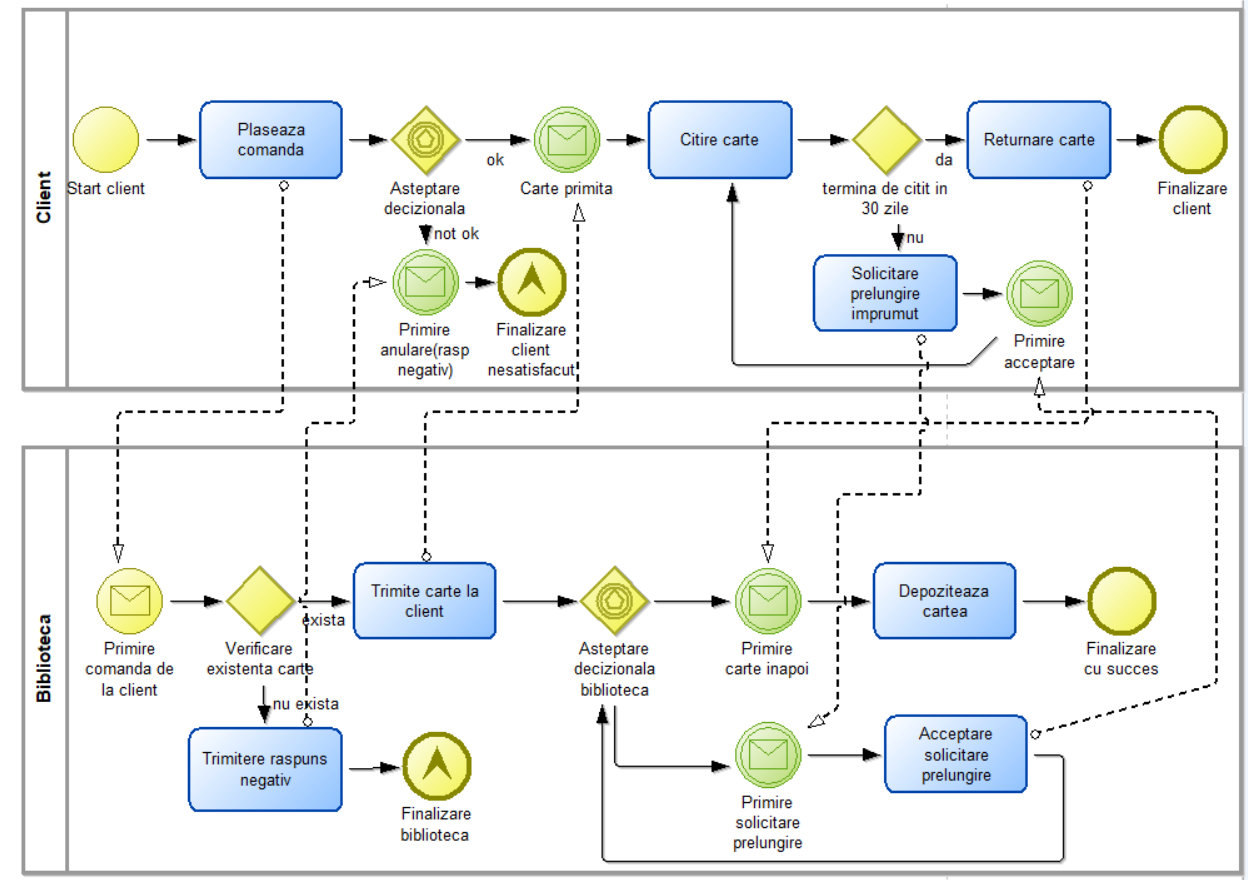 Client
Plaseaza
comanda
ok
Citire carte
da
Returnare carte
Start client
Asteptare
decizionala
Carte primita
termina de citit in
30 zile
Finalizare
client
not ok
nu
Solicitare
prelungire
imprumut
Primire
anulare(rasp
negativ)
Finalizare
client
nesatisfacut
Primire
acceptare
Biblioteca
Trimite carte la
client
Depoziteaza
cartea
exista
Primire
comanda de
la client
Verificare
existenta carte
Asteptare
decizionala
biblioteca
Primire
carte inapoi
Finalizare
cu succes
nu exista
Trimitere raspuns
negativ
Acceptare
solicitare
prelungire
Finalizare
biblioteca
Primire
solicitare
prelungire